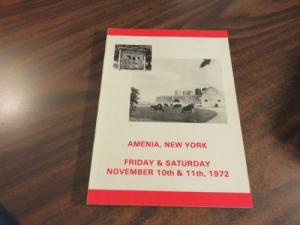 AMENIA, NEW YORK
FRIDAY & SATURDAY
NOVEMBER 10th & 11th, 1972